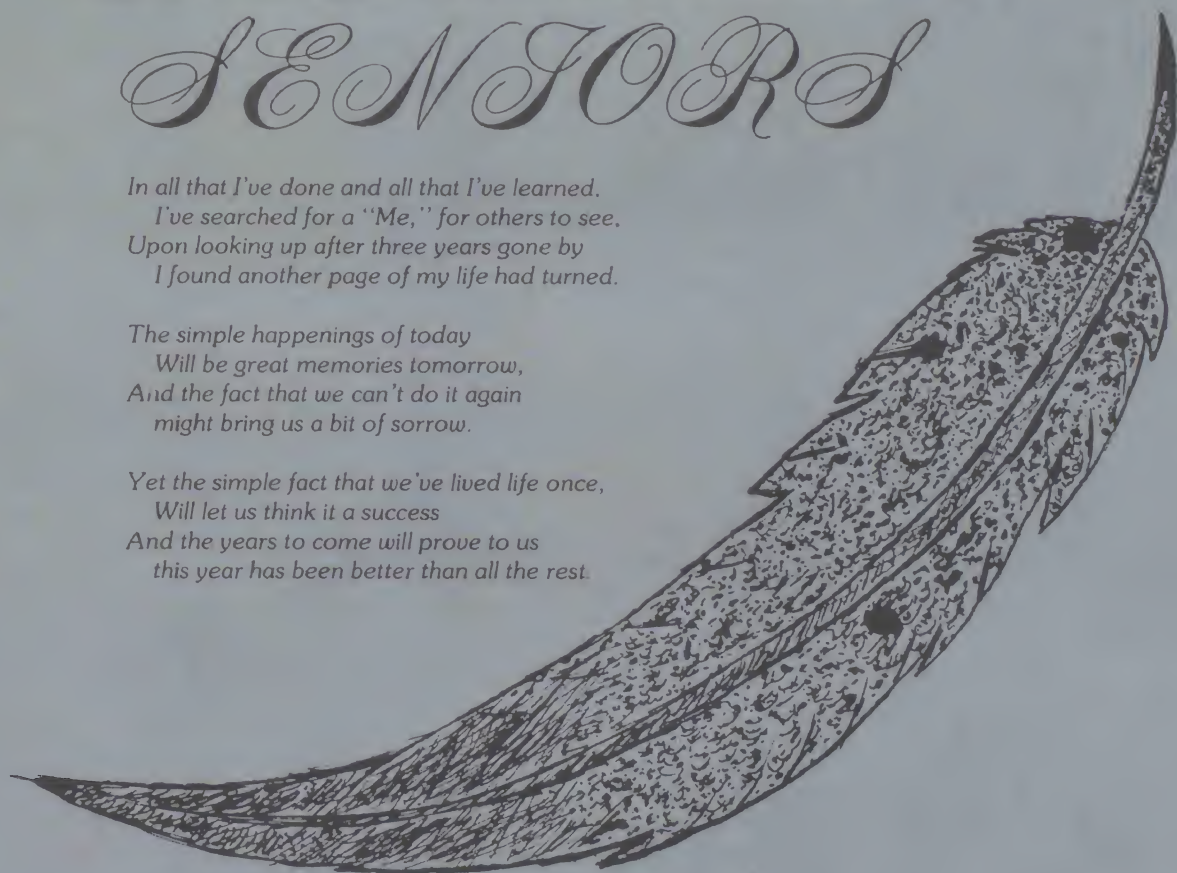 SENIORS
In all that I've done and all that I've learned.
I've searched for a "Me," for others to see.
Upon looking up after three years gone by
I found another page of my life had turned.
The simple happenings of today
Will be great memories tomorrow,
And the fact that we can't do it again
might bring us a bit of sorrow.
Yet the simple fact that we've lived life once,
Will let us think it a success
And the years to come will prove to us
this year has been better than all the rest.